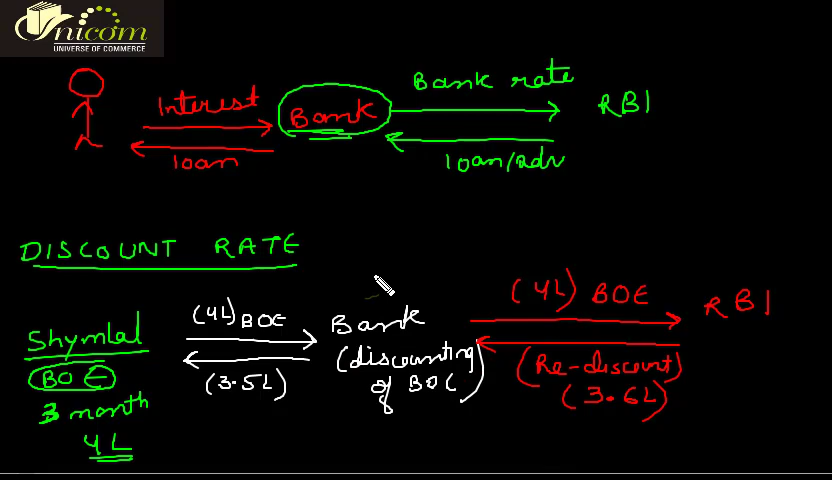 Unicom
UNIVERSE OF COMMERCE
Interest
loan
Bank
Bank rate
loan/Adv
RBI
DISCOUNT RATE
Shymlal
BOE
3 month
4L
(4L) BOE
(3.5L)
Bank
(discounting
of BOE)
(4L) BOE
(Re-discount)
(3.6L)
RBI